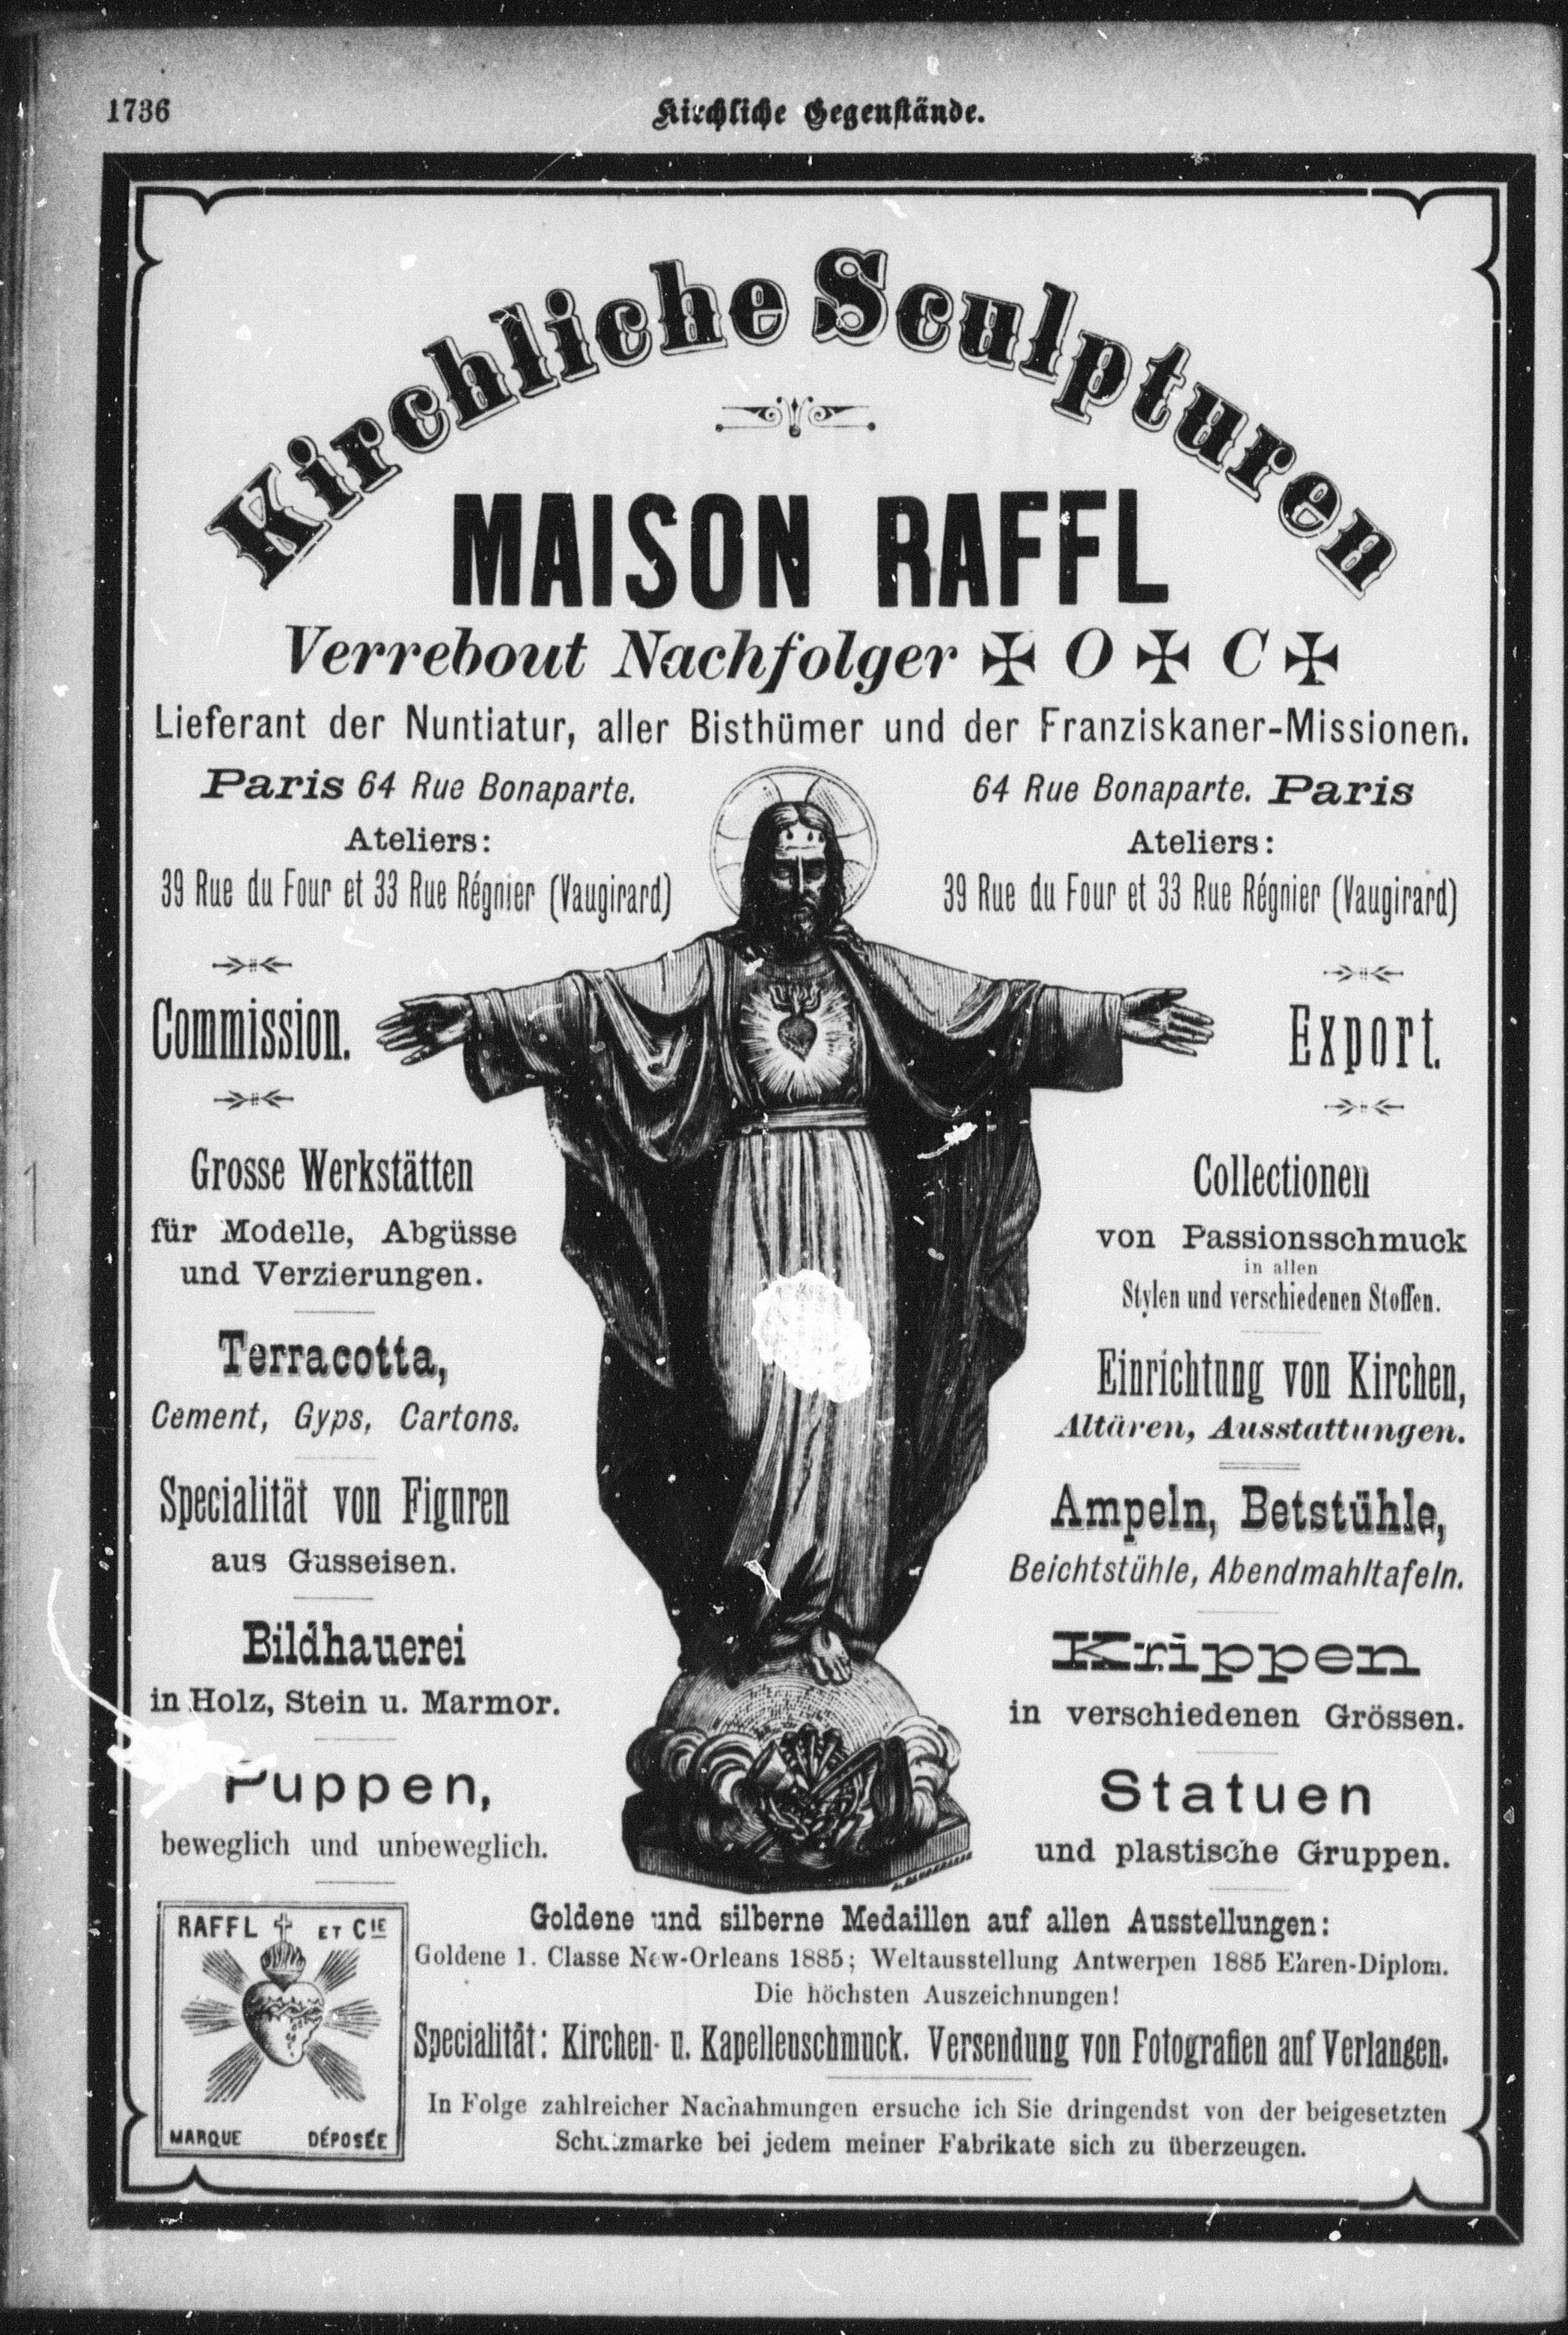 1736
Kirchliche Gegenstände.
Kirchliche Sculpturen
MAISON RAFFL
Verrebout Nachfolger ✠ O ✠ C ✠
Lieferant der Nuntiatur, aller Bisthümer und der Franziskaner-Missionen.
Paris 64 Rue Bonaparte.
Ateliers:
39 Rue du Four et 33 Rue Régnier (Vaugirard)
Commission.
Grosse Werkstätten
für Modelle, Abgüsse
und Verzierungen.
Terracotta,
Cement, Gyps, Cartons.
Specialität von Figuren
aus Gusseisen.
Bildhauerei
in Holz, Stein u. Marmor.
Puppen,
beweglich und unbeweglich.
64 Rue Bonaparte. Paris
Ateliers:
39 Rue du Four et 33 Rue Régnier (Vaugirard)
Export.
Collectionen
von Passionsschmuck
in allen
Stylen und verschiedenen Stoffen.
Einrichtung von Kirchen,
Altären, Ausstattungen.
Ampeln, Betstühle,
Beichtstühle, Abendmahltafeln.
Krippen
in verschiedenen Grössen.
Statuen
und plastische Gruppen.
RAFFL ET CIE
MARQUE DÉPOSÉE
Goldene und silberne Medaillen auf allen Ausstellungen:
Goldene 1. Classe New-Orleans 1885; Weltausstellung Antwerpen 1885 Ehren-Diplom.
Die höchsten Auszeichnungen!
Specialität: Kirchen- u. Kapellenschmuck. Versendung von Fotografien auf Verlangen.
In Folge zahlreicher Nachahmungen ersuche ich Sie dringendst von der beigesetzten
Schutzmarke bei jedem meiner Fabrikate sich zu überzeugen.